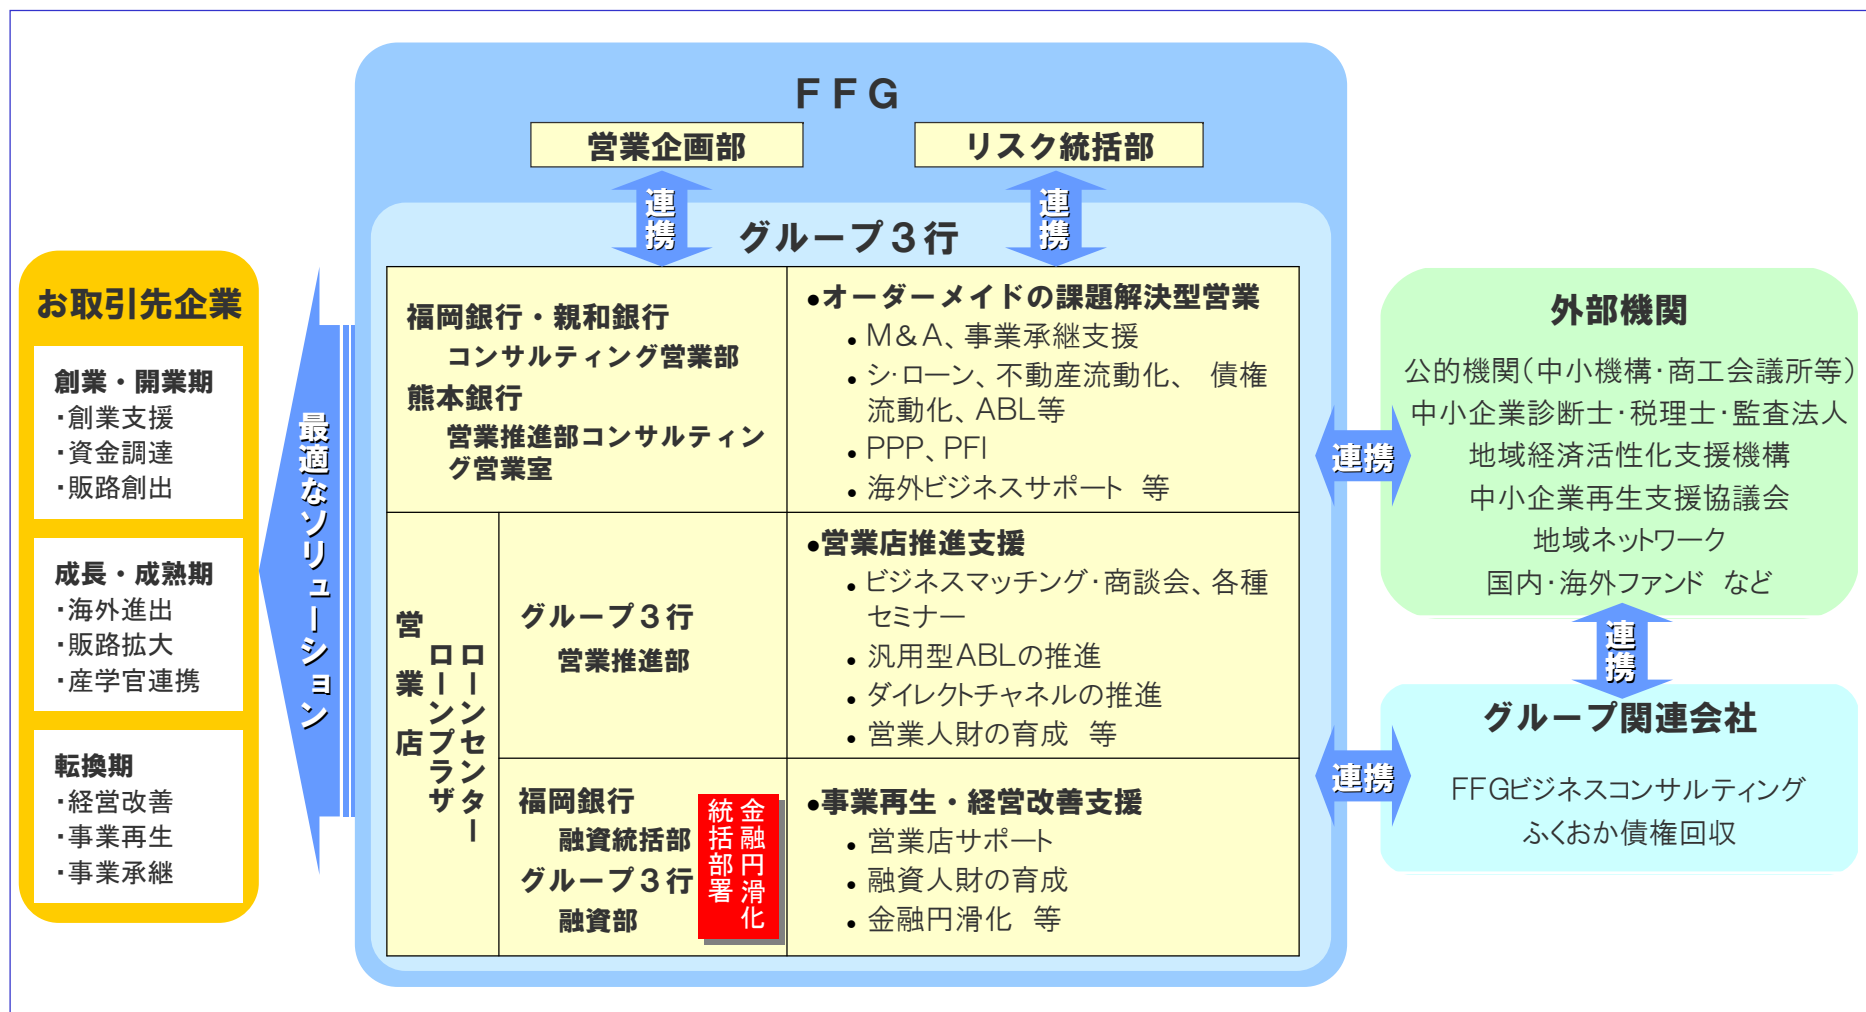 FFG
営業企画部
リスク統括部
連携
連携
グループ3行
お取引先企業
創業・開業期
・創業支援
・資金調達
・販路創出
成長・成熟期
・海外進出
・販路拡大
・産学官連携
転換期
・経営改善
・事業再生
・事業承継
最適なソリューション
福岡銀行・親和銀行
コンサルティング営業部
熊本銀行
営業推進部コンサルティン
グ営業室
●オーダーメイドの課題解決型営業
● M&A、事業承継支援
● シ・ローン、不動産流動化、 債権
流動化、ABL等
● PPP、PFI
● 海外ビジネスサポート 等
営業店
ローンセンター
ローンプラザ
グループ3行
営業推進部
●営業店推進支援
● ビジネスマッチング・商談会、各種
セミナー
● 汎用型ABLの推進
● ダイレクトチャネルの推進
● 営業人財の育成 等
福岡銀行
融資統括部
グループ3行
融資部
金融円滑化
統括部署
●事業再生・経営改善支援
● 営業店サポート
● 融資人財の育成
● 金融円滑化 等
連携
外部機関
公的機関(中小機構・商工会議所等)
中小企業診断士・税理士・監査法人
地域経済活性化支援機構
中小企業再生支援協議会
地域ネットワーク
国内・海外ファンド など
連携
連携
グループ関連会社
FFGビジネスコンサルティング
ふくおか債権回収